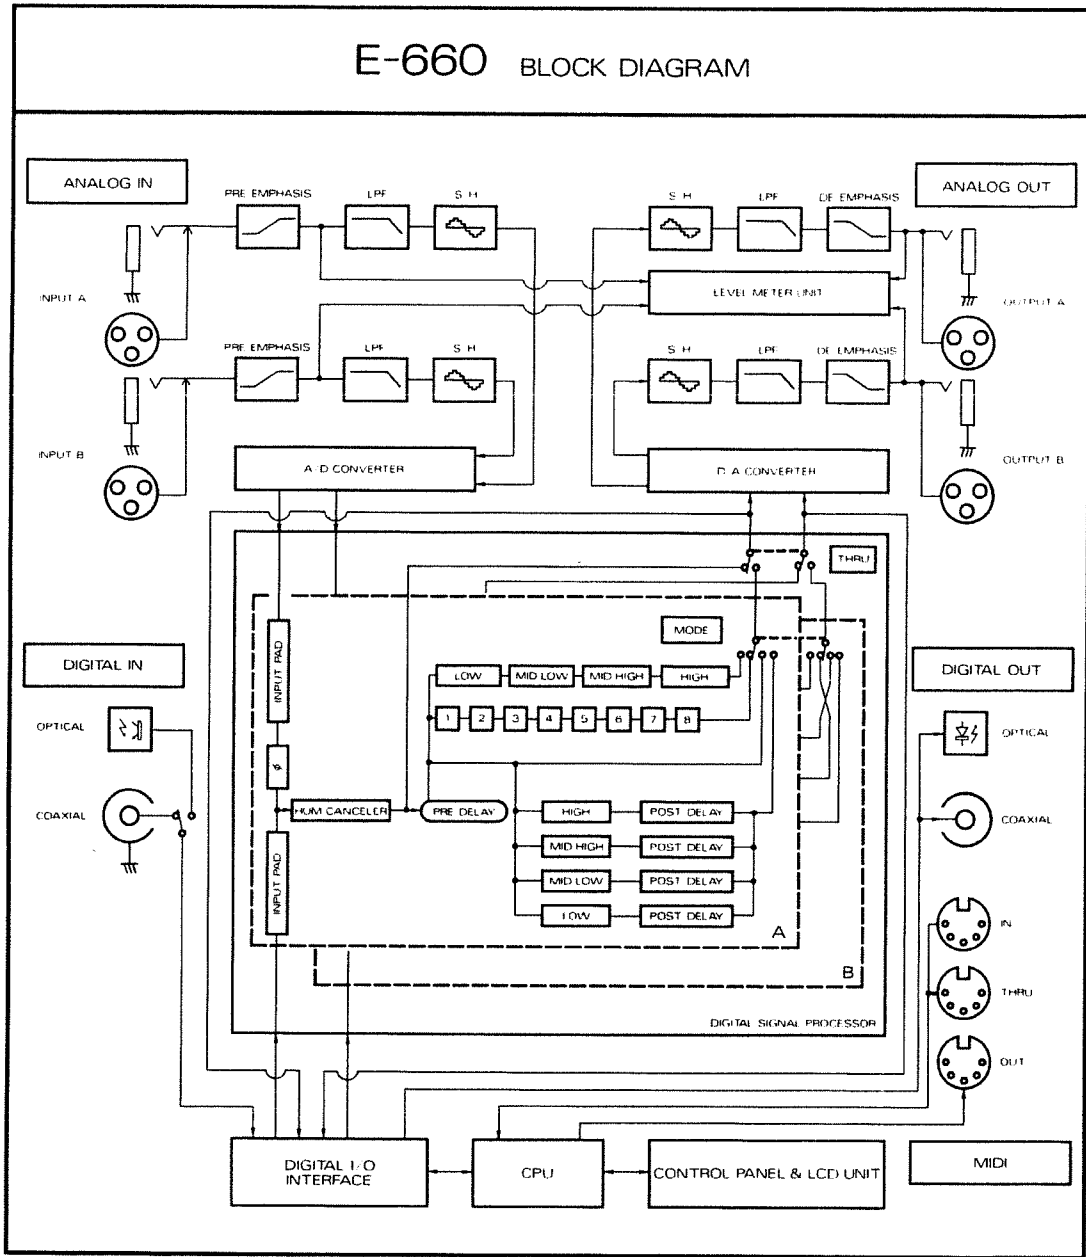 E-660 BLOCK DIAGRAM
ANALOG IN
PRE EMPHASIS
LPF
S H
S H
LPF
DE EMPHASIS
ANALOG OUT
INPUT A
LEVEL METER UNIT
OUTPUT A
PRE EMPHASIS
LPF
S H
S H
LPF
DE EMPHASIS
INPUT B
A/D CONVERTER
D/A CONVERTER
OUTPUT B
THRU
MODE
DIGITAL IN
INPUT PAD
LOW
MID LOW
MID HIGH
HIGH
DIGITAL OUT
1 2 3 4 5 6 7 8
OPTICAL
OPTICAL
φ
COAXIAL
HUM CANCELER
PRE DELAY
HIGH
POST DELAY
COAXIAL
MID HIGH
POST DELAY
INPUT PAD
MID LOW
POST DELAY
LOW
POST DELAY
A
IN
B
THRU
DIGITAL SIGNAL PROCESSOR
OUT
DIGITAL I/O
INTERFACE
CPU
CONTROL PANEL & LCD UNIT
MIDI